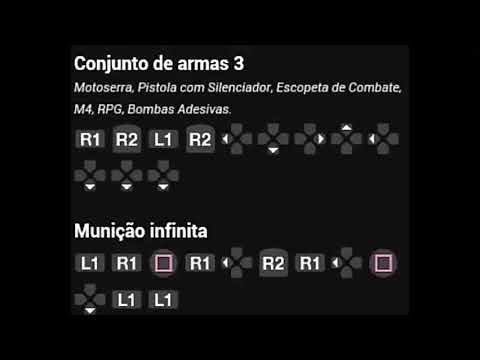 Conjunto de armas 3
Motoserra, Pistola com Silenciador, Escopeta de Combate,
M4, RPG, Bombas Adesivas.
R1 R2 L1 R2
Munição infinita
L1 R1 R1 R2 R1
L1 L1